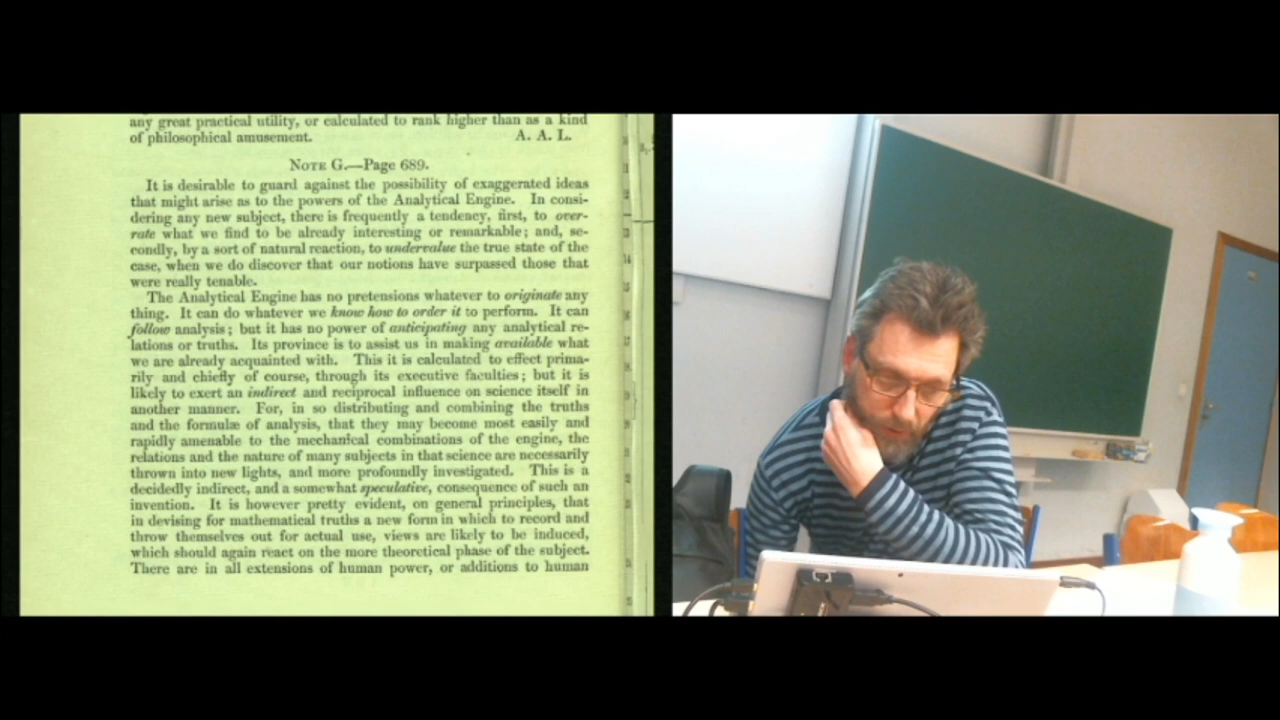 any great practical utility, or calculated to rank higher than as a kind
of philosophical amusement. A. A. L.
NOTE G.—Page 689.
It is desirable to guard against the possibility of exaggerated ideas
that might arise as to the powers of the Analytical Engine. In consi-
dering any new subject, there is frequently a tendency, first, to over-
rate what we find to be already interesting or remarkable; and, se-
condly, by a sort of natural reaction, to undervalue the true state of the
case, when we do discover that our notions have surpassed those that
were really tenable.
The Analytical Engine has no pretensions whatever to originate any
thing. It can do whatever we know how to order it to perform. It can
follow analysis; but it has no power of anticipating any analytical re-
lations or truths. Its province is to assist us in making available what
we are already acquainted with. This it is calculated to effect prima-
rily and chiefly of course, through its executive faculties; but it is
likely to exert an indirect and reciprocal influence on science itself in
another manner. For, in so distributing and combining the truths
and the formulæ of analysis, that they may become most easily and
rapidly amenable to the mechanical combinations of the engine, the
relations and the nature of many subjects in that science are necessarily
thrown into new lights, and more profoundly investigated. This is a
decidedly indirect, and a somewhat speculative, consequence of such an
invention. It is however pretty evident, on general principles, that
in devising for mathematical truths a new form in which to record and
throw themselves out for actual use, views are likely to be induced,
which should again react on the more theoretical phase of the subject.
There are in all extensions of human power, or additions to human